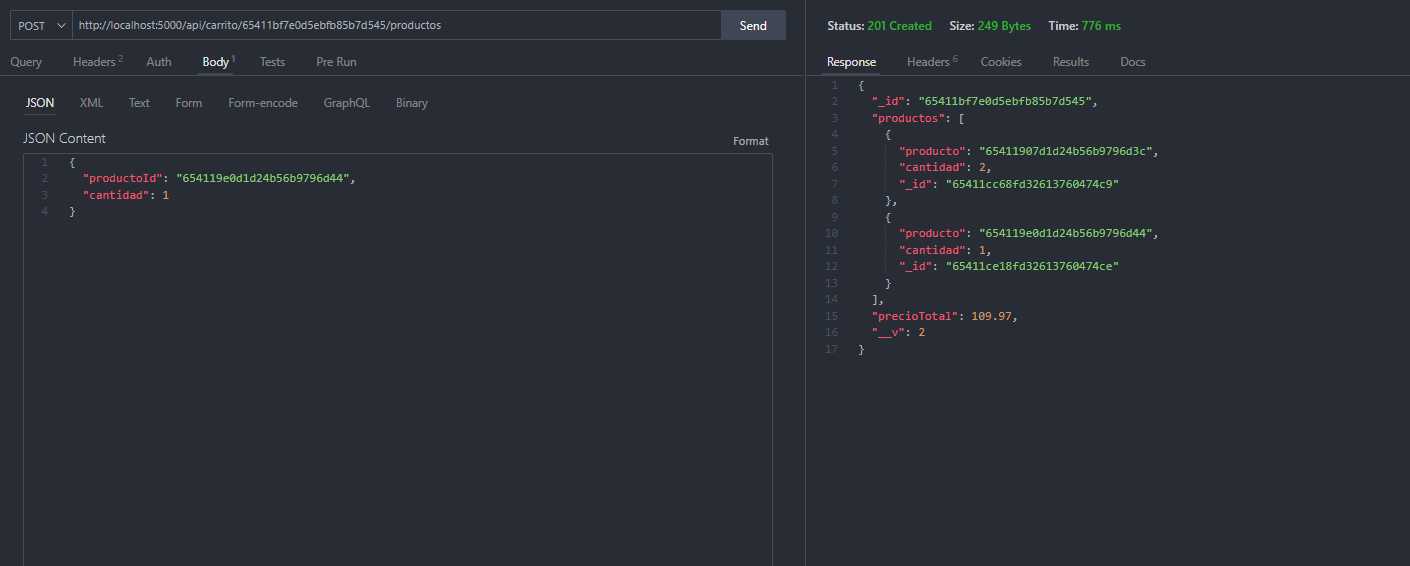 POST http://localhost:5000/api/carrito/65411bf7e0d5ebfb85b7d545/productos Send
Query Headers 2 Auth Body 1 Tests Pre Run
JSON XML Text Form Form-encode GraphQL Binary
JSON Content Format
1 {
2 "productoId": "654119e0d1d24b56b9796d44",
3 "cantidad": 1
4 }
Status: 201 Created Size: 249 Bytes Time: 776 ms
Response Headers 6 Cookies Results Docs
1 {
2 "_id": "65411bf7e0d5ebfb85b7d545",
3 "productos": [
4 {
5 "producto": "65411907d1d24b56b9796d3c",
6 "cantidad": 2,
7 "_id": "65411cc68fd32613760474c9"
8 },
9 {
10 "producto": "654119e0d1d24b56b9796d44",
11 "cantidad": 1,
12 "_id": "65411ce18fd32613760474ce"
13 }
14 ],
15 "precioTotal": 109.97,
16 "__v": 2
17 }